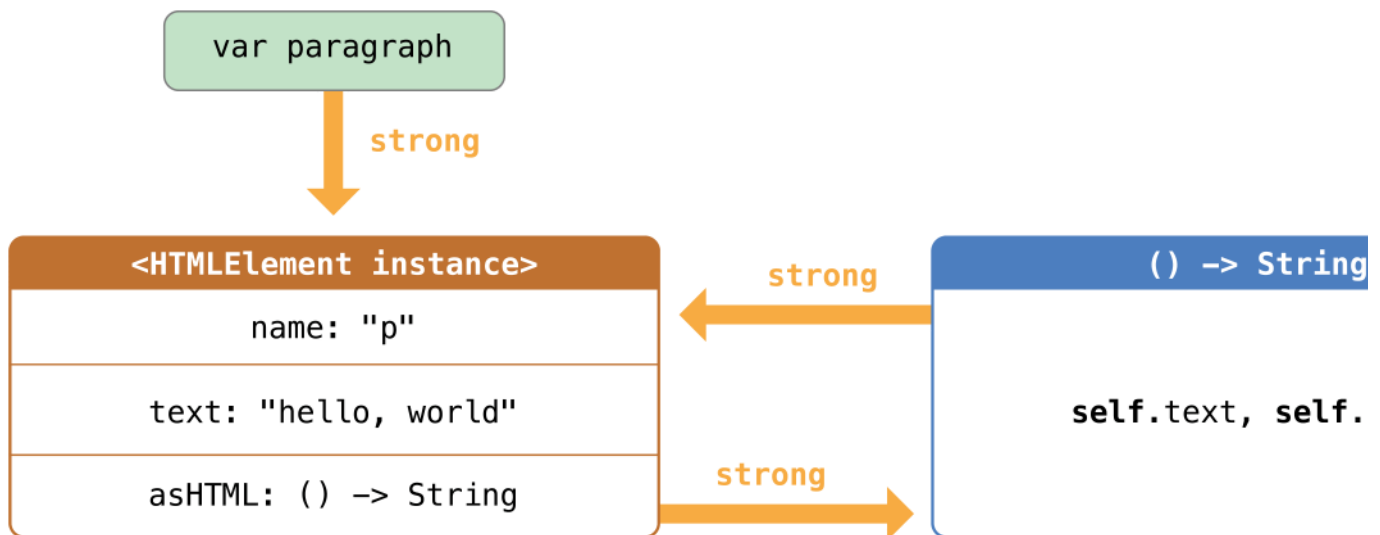 var paragraph
strong
<HTMLElement instance>
() -> String
strong
name: "p"
text: "hello, world"
self.text, self.
strong
asHTML: () -> String